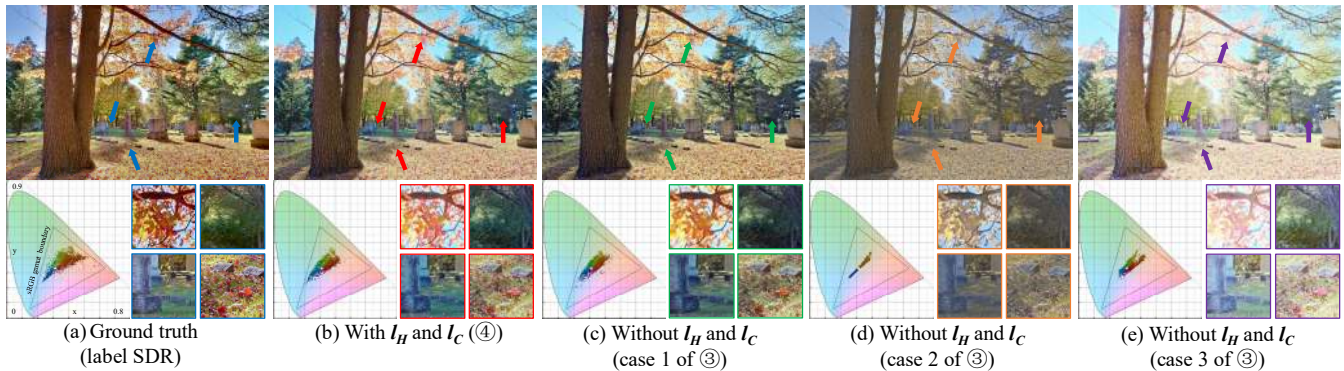 0.9
y
sRGB gamut boundary
0
x
0.8
(a) Ground truth
(label SDR)
(b) With l_H and l_C (④)
(c) Without l_H and l_C
(case 1 of ③)
(d) Without l_H and l_C
(case 2 of ③)
(e) Without l_H and l_C
(case 3 of ③)